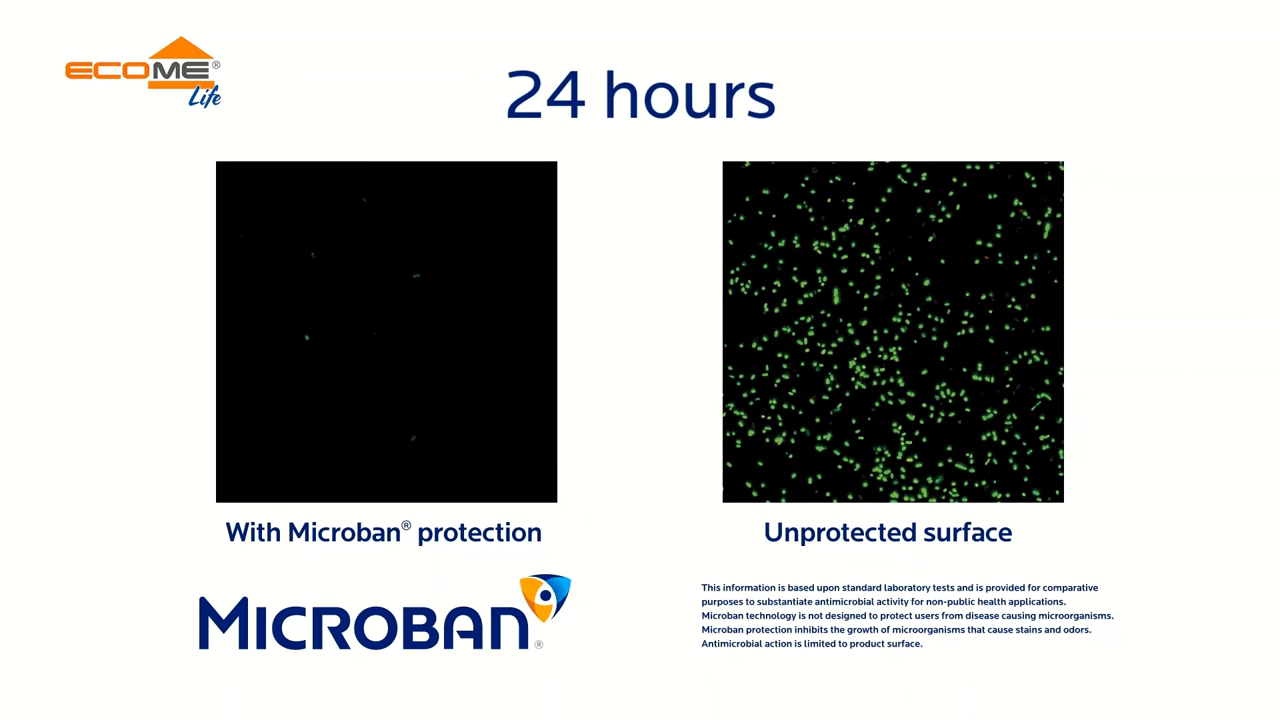 ECOME®
Life
24 hours
With Microban® protection
Unprotected surface
MICROBAN®
This information is based upon standard laboratory tests and is provided for comparative
purposes to substantiate antimicrobial activity for non-public health applications.
Microban technology is not designed to protect users from disease causing microorganisms.
Microban protection inhibits the growth of microorganisms that cause stains and odors.
Antimicrobial action is limited to product surface.